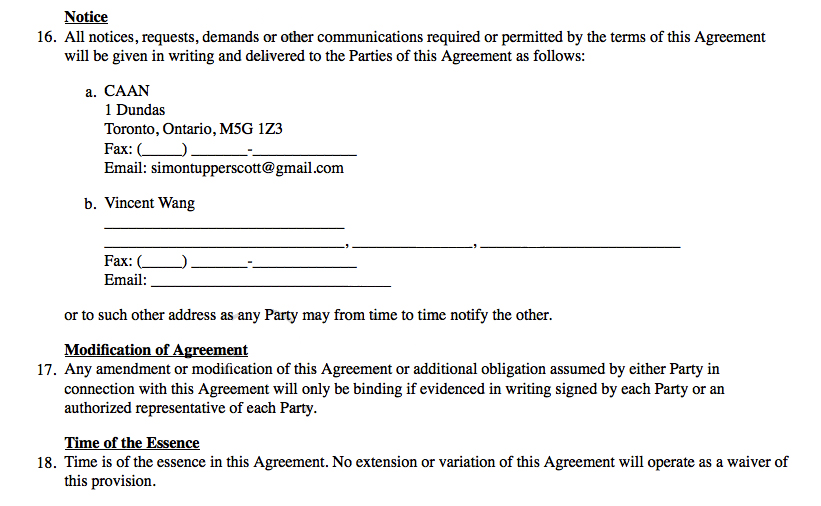 Notice
16. All notices, requests, demands or other communications required or permitted by the terms of this Agreement
will be given in writing and delivered to the Parties of this Agreement as follows:
a. CAAN
1 Dundas
Toronto, Ontario, M5G 1Z3
Fax: (_____) _______-_____________
Email: simontupperscott@gmail.com
b. Vincent Wang
______________________________
______________________________, _______________, _________________________
Fax: (_____) _______-_____________
Email: ______________________________
or to such other address as any Party may from time to time notify the other.
Modification of Agreement
17. Any amendment or modification of this Agreement or additional obligation assumed by either Party in
connection with this Agreement will only be binding if evidenced in writing signed by each Party or an
authorized representative of each Party.
Time of the Essence
18. Time is of the essence in this Agreement. No extension or variation of this Agreement will operate as a waiver of
this provision.